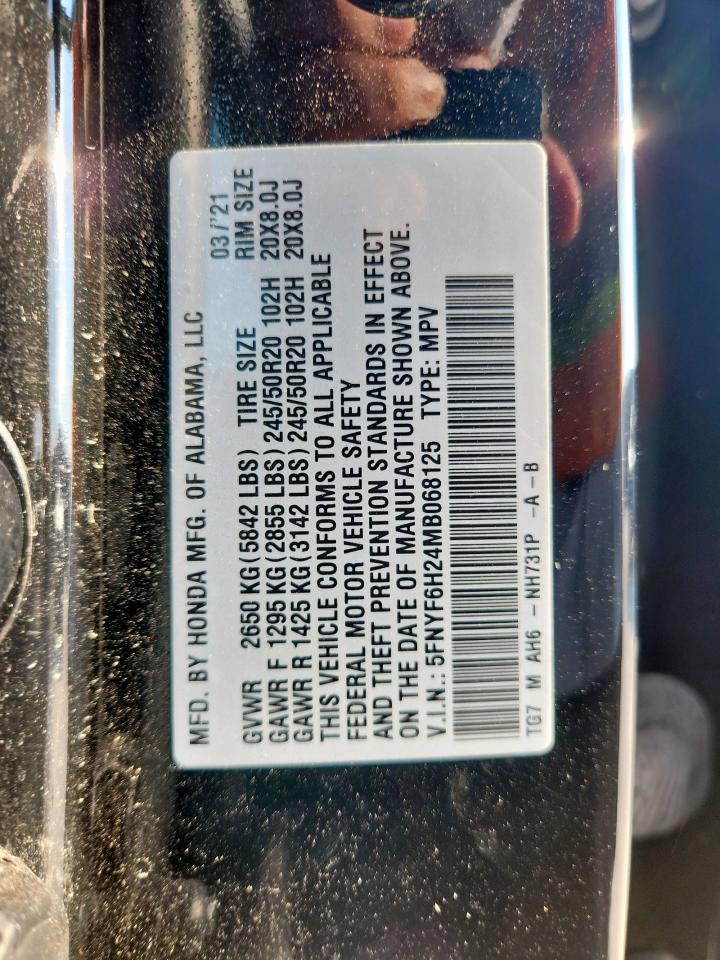 MFD. BY HONDA MFG. OF ALABAMA, LLC 03/'21
GVWR 2650 KG (5842 LBS) TIRE SIZE RIM SIZE
GAWR F 1295 KG (2855 LBS) 245/50R20 102H 20X8.0J
GAWR R 1425 KG (3142 LBS) 245/50R20 102H 20X8.0J
THIS VEHICLE CONFORMS TO ALL APPLICABLE
FEDERAL MOTOR VEHICLE SAFETY
AND THEFT PREVENTION STANDARDS IN EFFECT
ON THE DATE OF MANUFACTURE SHOWN ABOVE.
V.I.N.: 5FNYF6H24MB068125 TYPE: MPV
TG7 M AH6 - NH731P -A -B